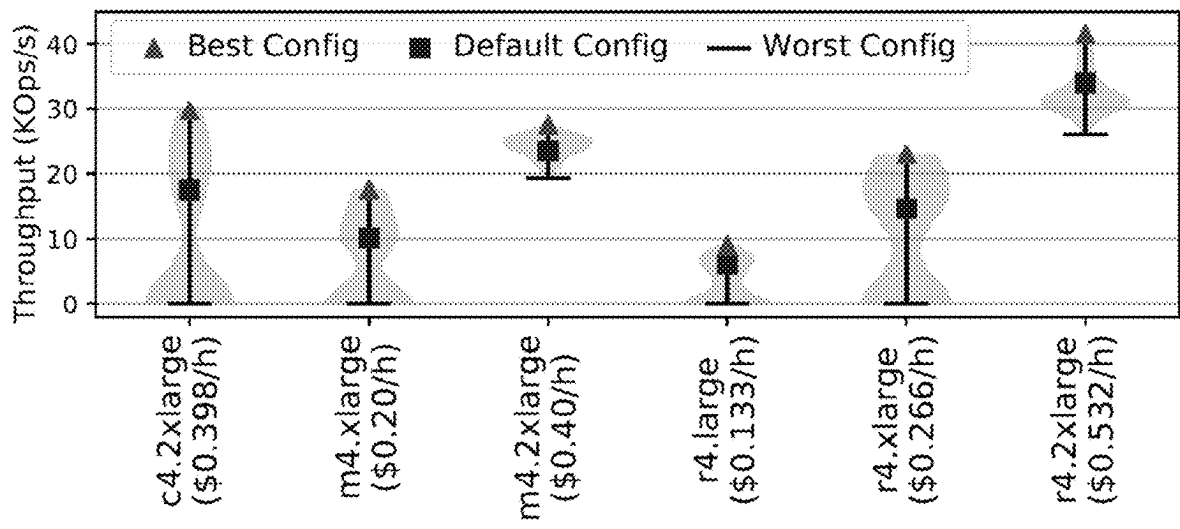 Throughput (KOps/s)
40
30
20
10
0
Best Config
Default Config
Worst Config
c4.2xlarge
($0.398/h)
m4.xlarge
($0.20/h)
m4.2xlarge
($0.40/h)
r4.large
($0.133/h)
r4.xlarge
($0.266/h)
r4.2xlarge
($0.532/h)